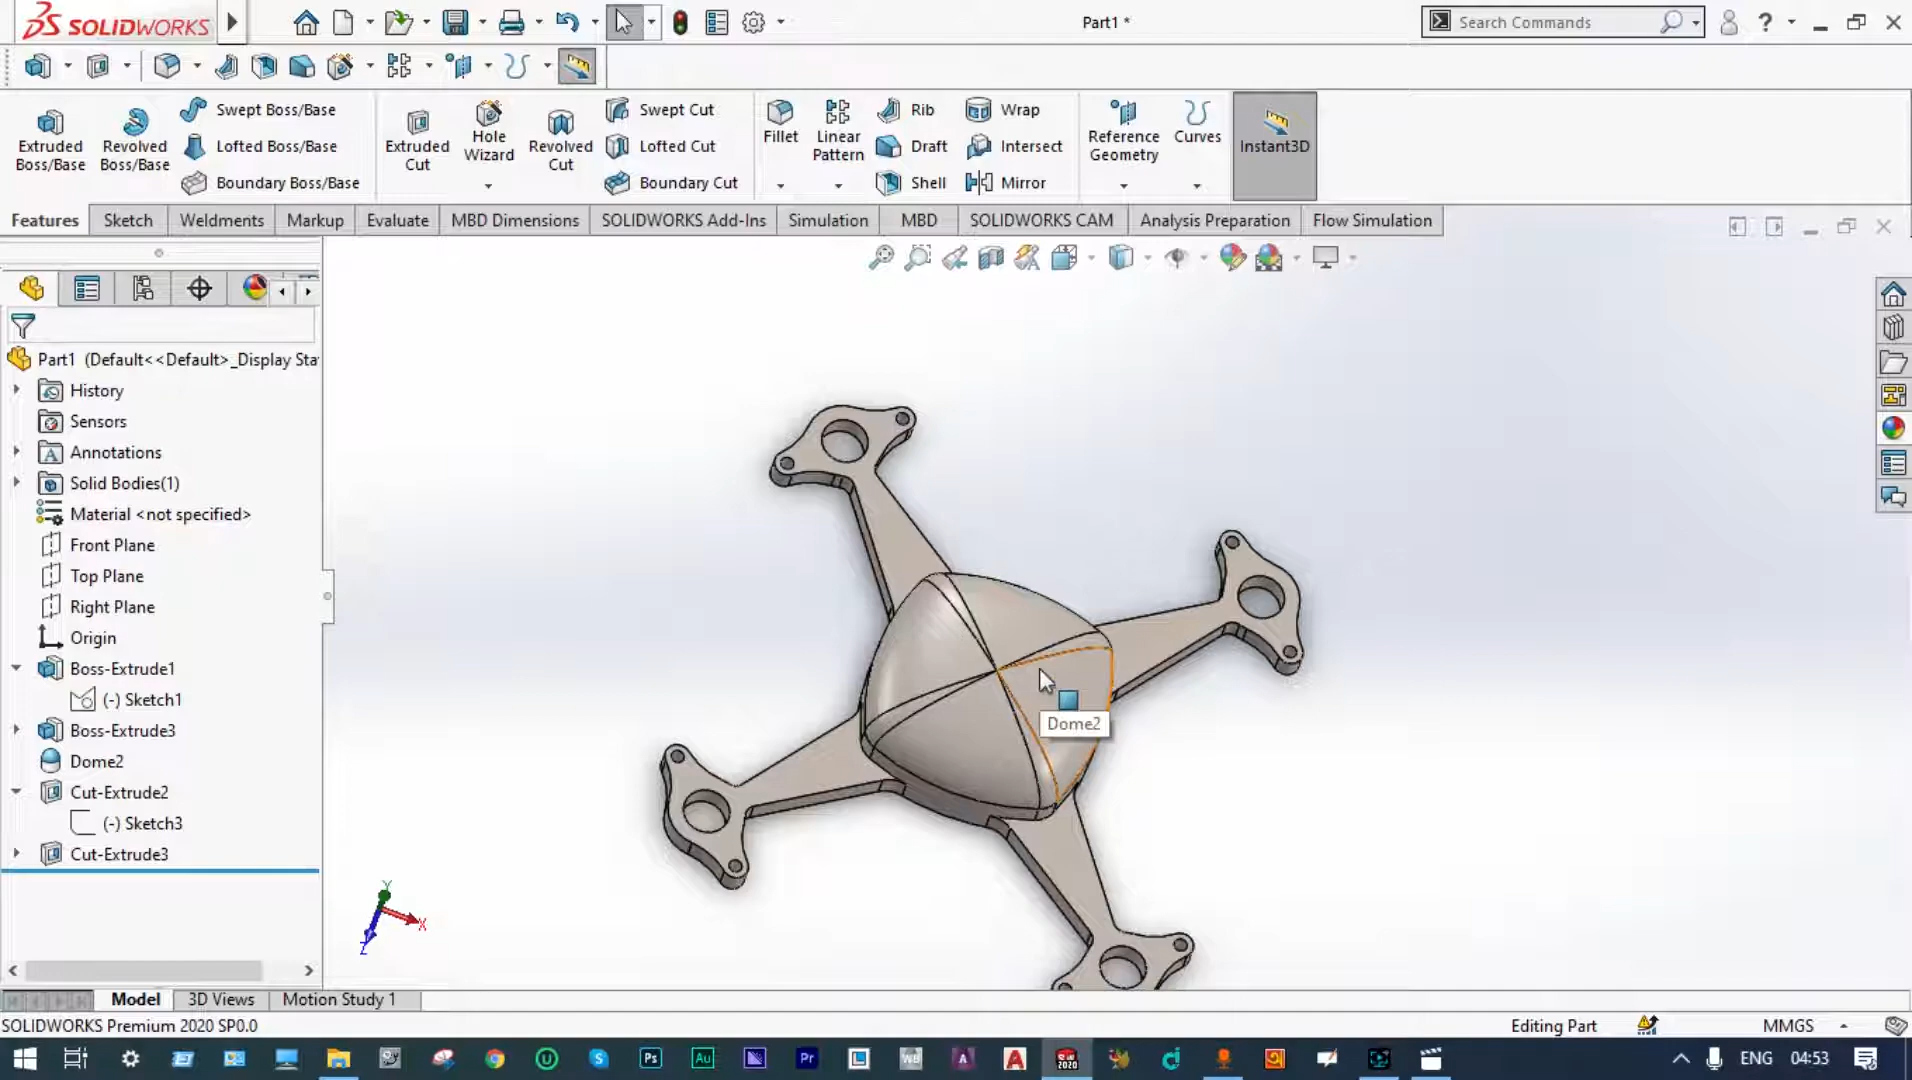 SOLIDWORKS
Part1 *
Search Commands
Extruded Boss/Base
Revolved Boss/Base
Swept Boss/Base
Lofted Boss/Base
Boundary Boss/Base
Extruded Cut
Hole Wizard
Revolved Cut
Swept Cut
Lofted Cut
Boundary Cut
Fillet
Linear Pattern
Rib
Draft
Shell
Wrap
Intersect
Mirror
Reference Geometry
Curves
Instant3D
Features
Sketch
Weldments
Markup
Evaluate
MBD Dimensions
SOLIDWORKS Add-Ins
Simulation
MBD
SOLIDWORKS CAM
Analysis Preparation
Flow Simulation
Part1 (Default<<Default>_Display Sta
History
Sensors
Annotations
Solid Bodies(1)
Material <not specified>
Front Plane
Top Plane
Right Plane
Origin
Boss-Extrude1
(-) Sketch1
Boss-Extrude3
Dome2
Cut-Extrude2
(-) Sketch3
Cut-Extrude3
Dome2
Y
X
Z
Model
3D Views
Motion Study 1
SOLIDWORKS Premium 2020 SP0.0
Editing Part
MMGS
ENG
04:53